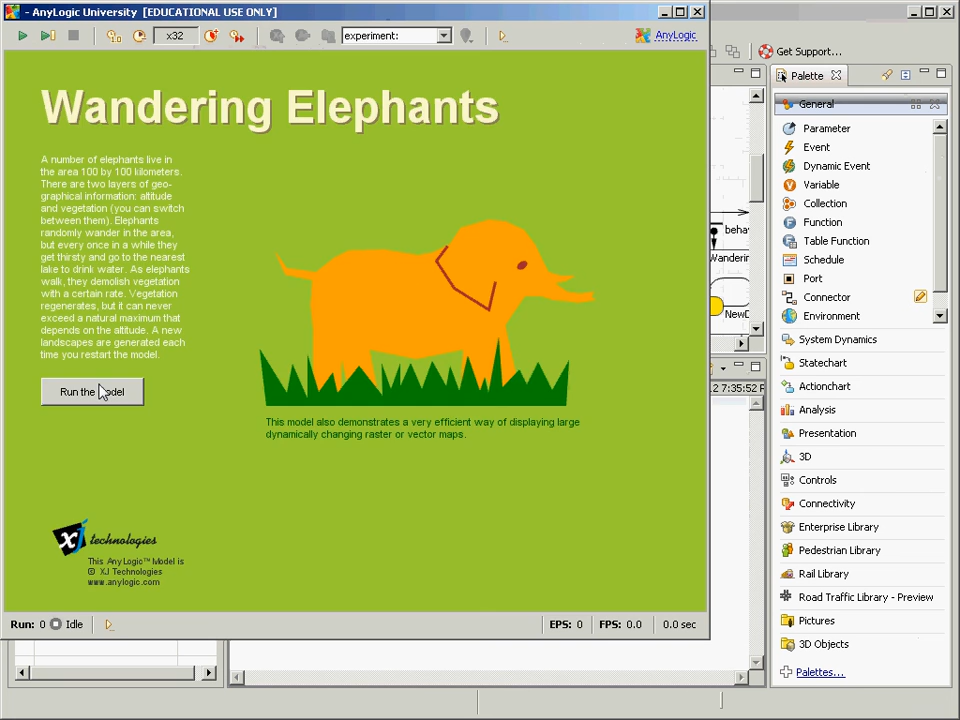 - AnyLogic University [EDUCATIONAL USE ONLY]
x32
experiment:
AnyLogic
Get Support...
Wandering Elephants
A number of elephants live in
the area 100 by 100 kilometers.
There are two layers of geo-
graphical information: altitude
and vegetation (you can switch
between them). Elephants
randomly wander in the area,
but every once in a while they
get thirsty and go to the nearest
lake to drink water. As elephants
walk, they demolish vegetation
with a certain rate. Vegetation
regenerates, but it can never
exceed a natural maximum that
depends on the altitude. A new
landscapes are generated each
time you restart the model.
Run the model
This model also demonstrates a very efficient way of displaying large
dynamically changing raster or vector maps.
xj technologies
This AnyLogic™ Model is
© XJ Technologies
www.anylogic.com
Run: 0 Idle
EPS: 0
FPS: 0.0
0.0 sec
behav
Wandering
NewD
2 7:35:52 P
Palette
General
Parameter
Event
Dynamic Event
Variable
Collection
Function
Table Function
Schedule
Port
Connector
Environment
System Dynamics
Statechart
Actionchart
Analysis
Presentation
3D
Controls
Connectivity
Enterprise Library
Pedestrian Library
Rail Library
Road Traffic Library - Preview
Pictures
3D Objects
Palettes...